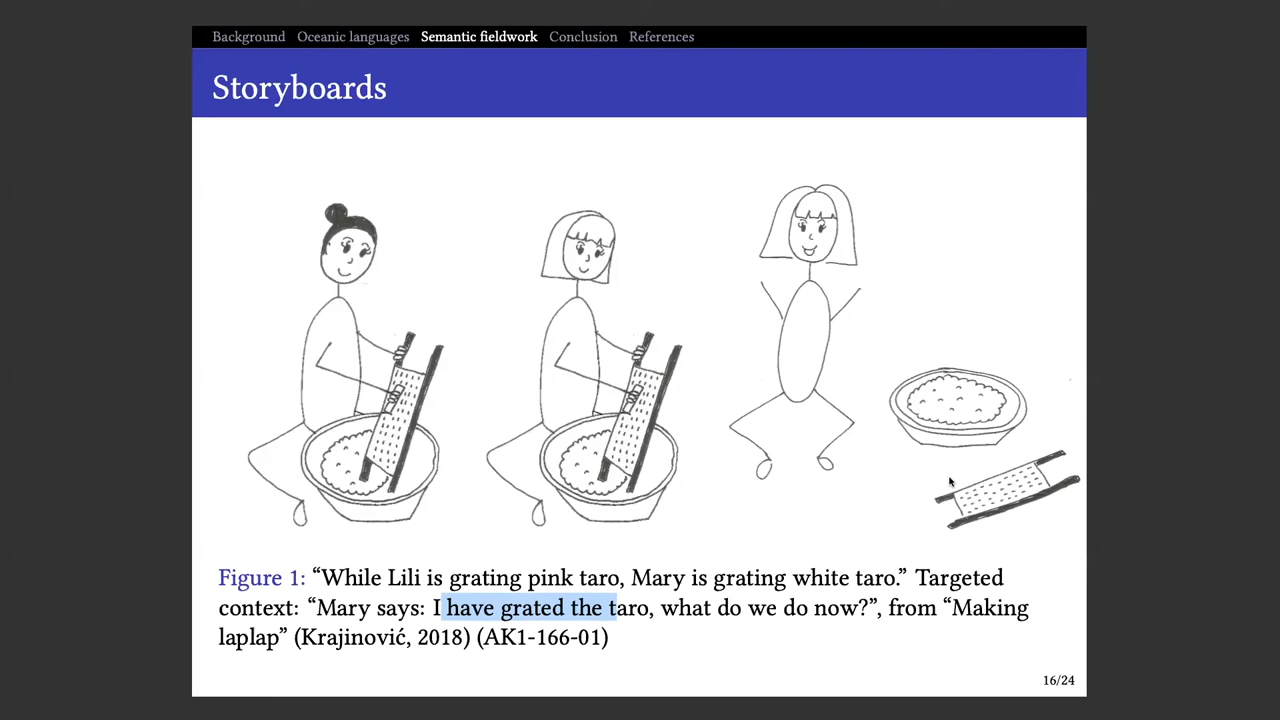 Background Oceanic languages Semantic fieldwork Conclusion References
Storyboards
Figure 1: “While Lili is grating pink taro, Mary is grating white taro.” Targeted
context: “Mary says: I have grated the taro, what do we do now?”, from “Making
laplap” (Krajinović, 2018) (AK1-166-01)
16/24